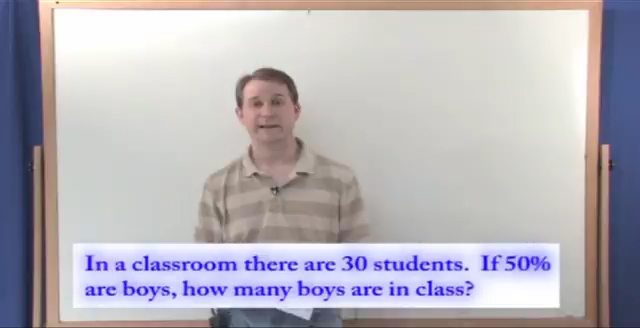 In a classroom there are 30 students. If 50%
are boys, how many boys are in class?